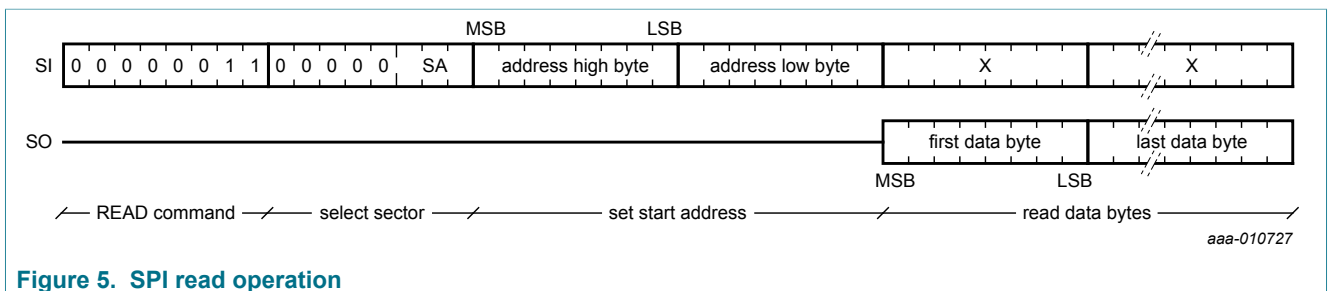 MSB LSB
SI 0 0 0 0 0 0 1 1 0 0 0 0 0 SA address high byte address low byte X X
SO first data byte last data byte
MSB LSB
READ command select sector set start address read data bytes
aaa-010727
Figure 5. SPI read operation